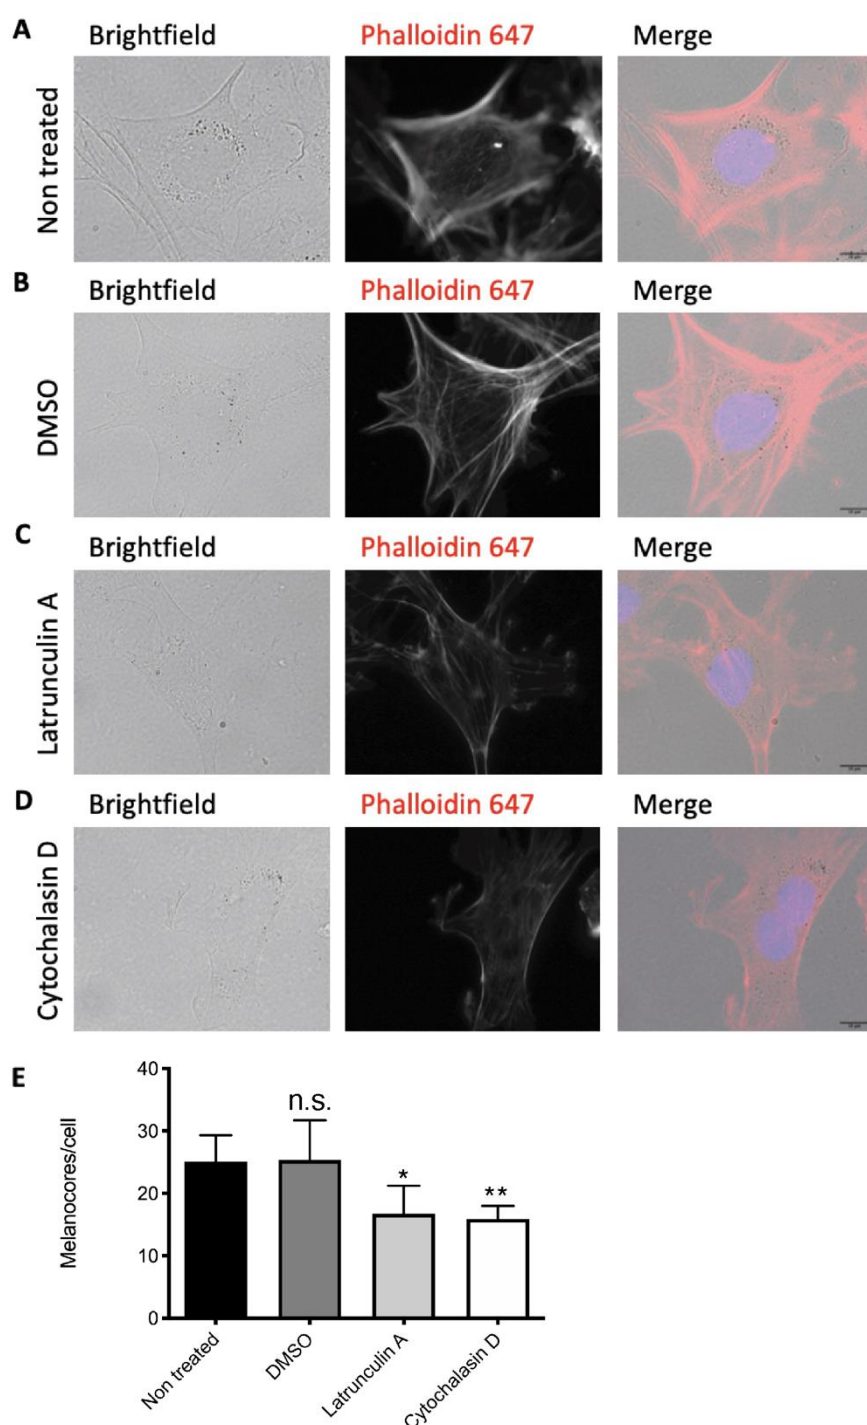 A
Brightfield Phalloidin 647 Merge
Non treated
B
Brightfield Phalloidin 647 Merge
DMSO
C
Brightfield Phalloidin 647 Merge
Latrunculin A
D
Brightfield Phalloidin 647 Merge
Cytochalasin D
E
Melanocores/cell
40
30
20
10
0
n.s.
*
**
Non treated
DMSO
Latrunculin A
Cytochalasin D